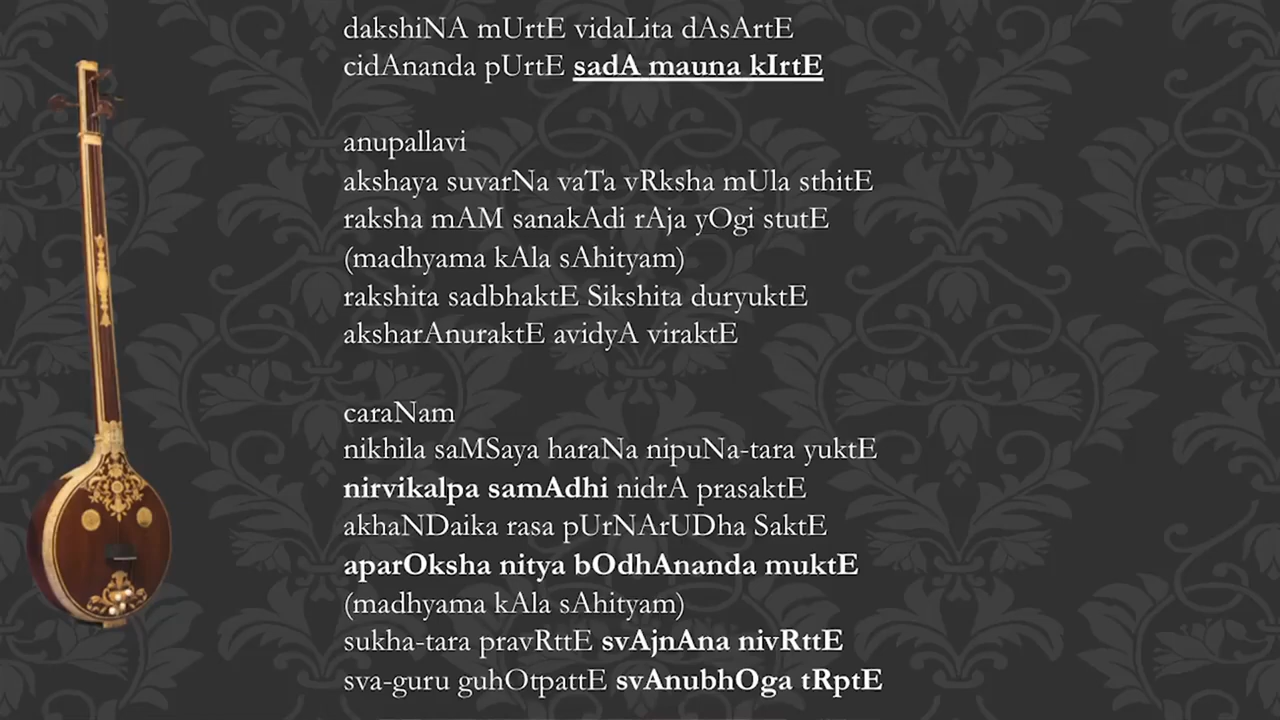 dakshiNA mUrtE vidaLita dAsArtE
cidAnanda pUrtE sadA mauna kIrtE
anupallavi
akshaya suvarNa vaTa vRksha mUla sthitE
raksha mAM sanakAdi rAja yOgi stutE
(madhyama kAla sAhityam)
rakshita sadbhaktE Sikshita duryuktE
aksharAnuraktE avidyA viraktE
caraNam
nikhila saMSaya haraNa nipuNa-tara yuktE
nirvikalpa samAdhi nidrA prasaktE
akhaNDaika rasa pUrNArUDha SaktE
aparOksha nitya bOdhAnanda muktE
(madhyama kAla sAhityam)
sukha-tara pravRttE svAjnAna nivRttE
sva-guru guhOtpattE svAnubhOga tRptE